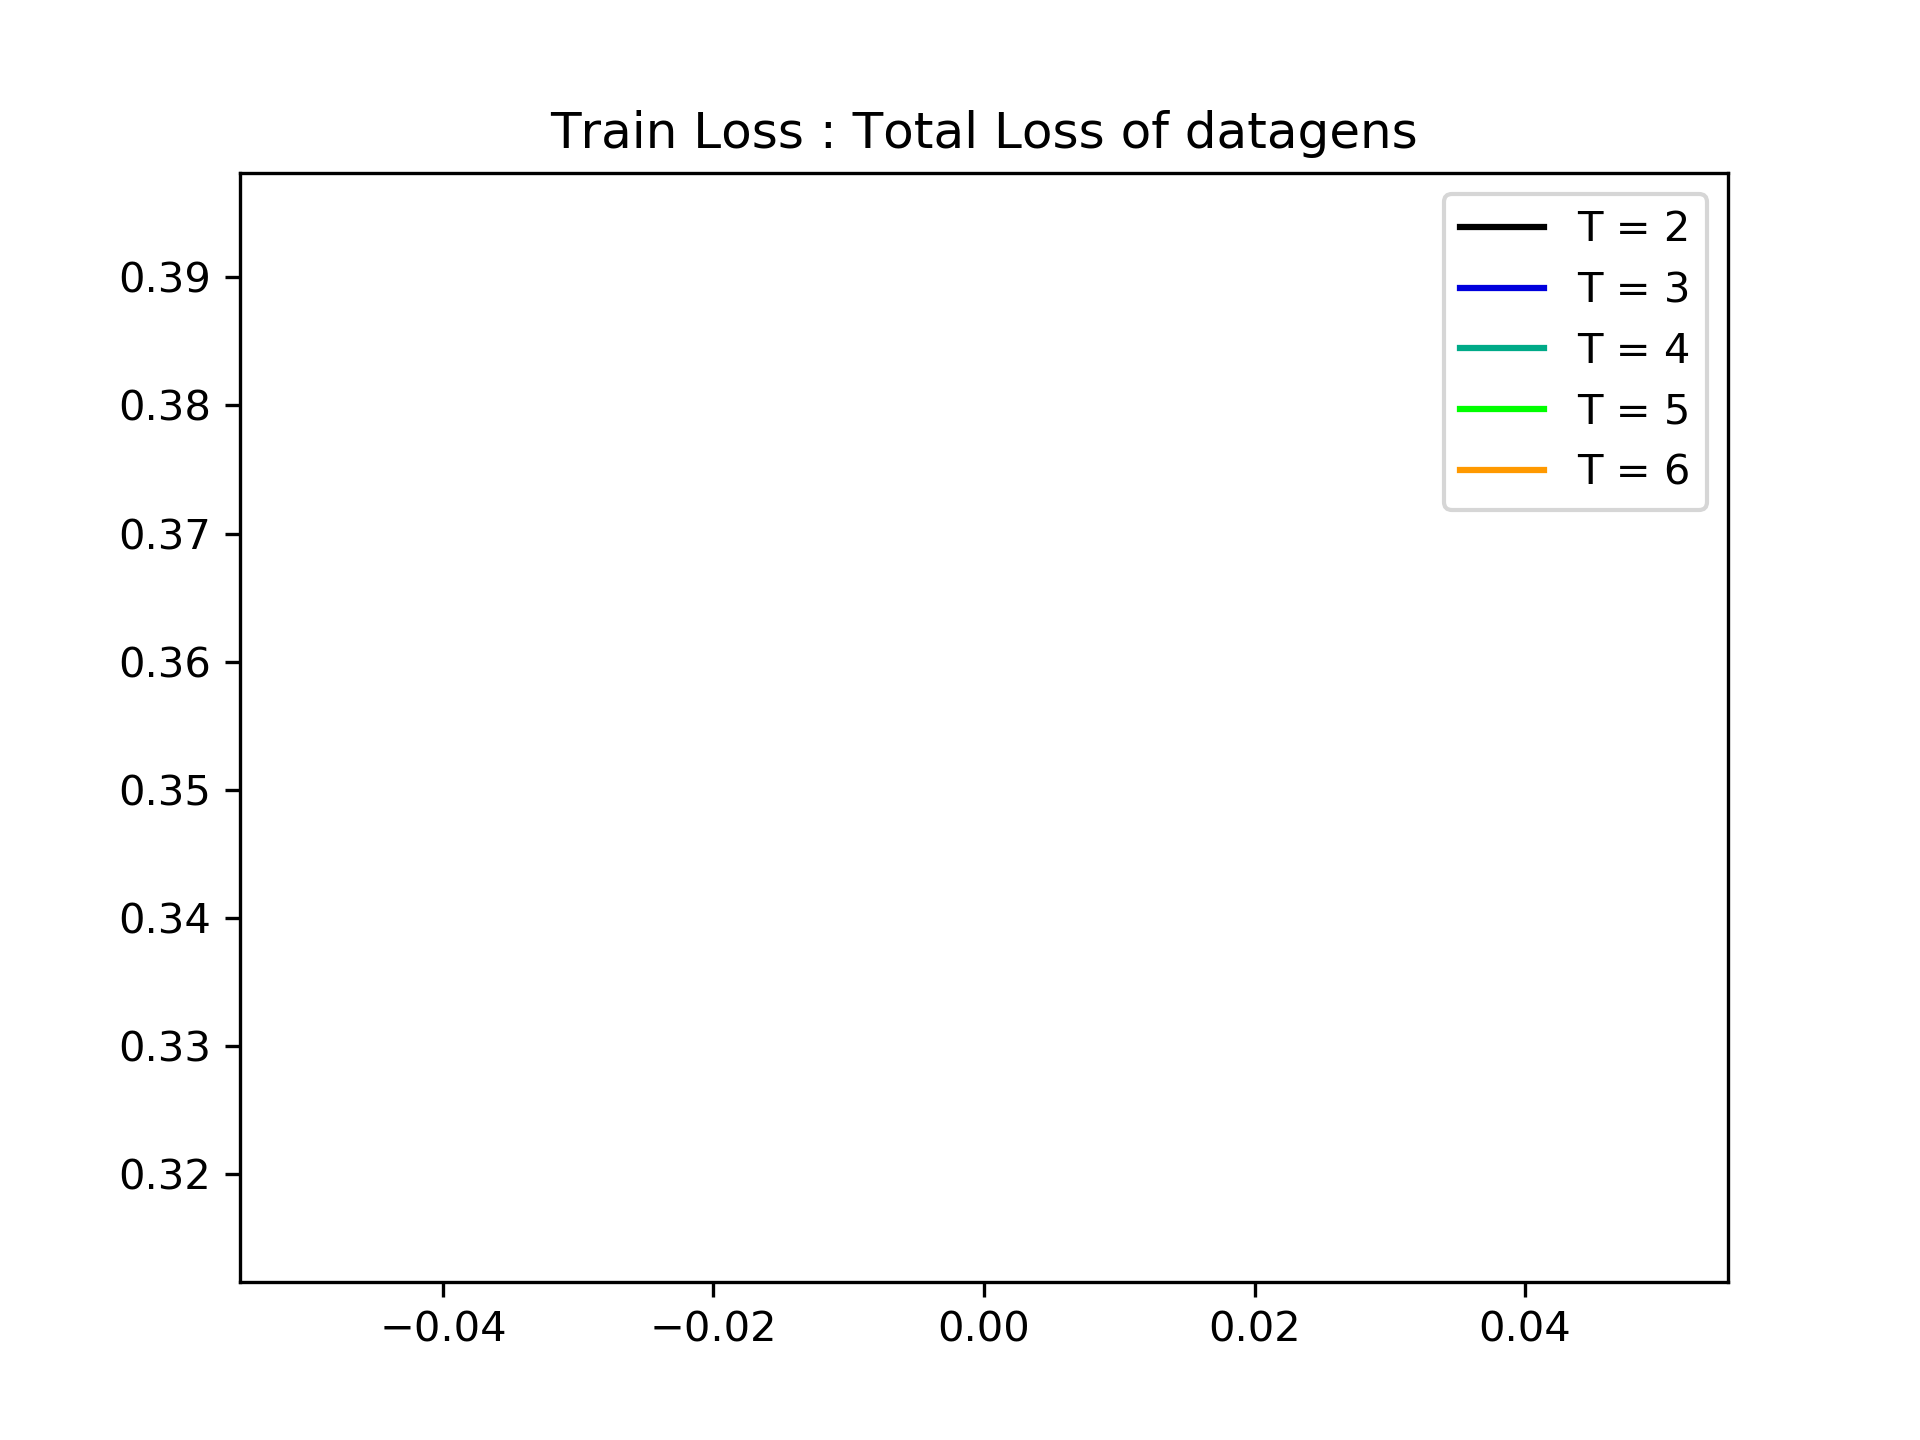 Train Loss : Total Loss of datagens
T = 2
T = 3
T = 4
T = 5
T = 6
0.39
0.38
0.37
0.36
0.35
0.34
0.33
0.32
−0.04
−0.02
0.00
0.02
0.04